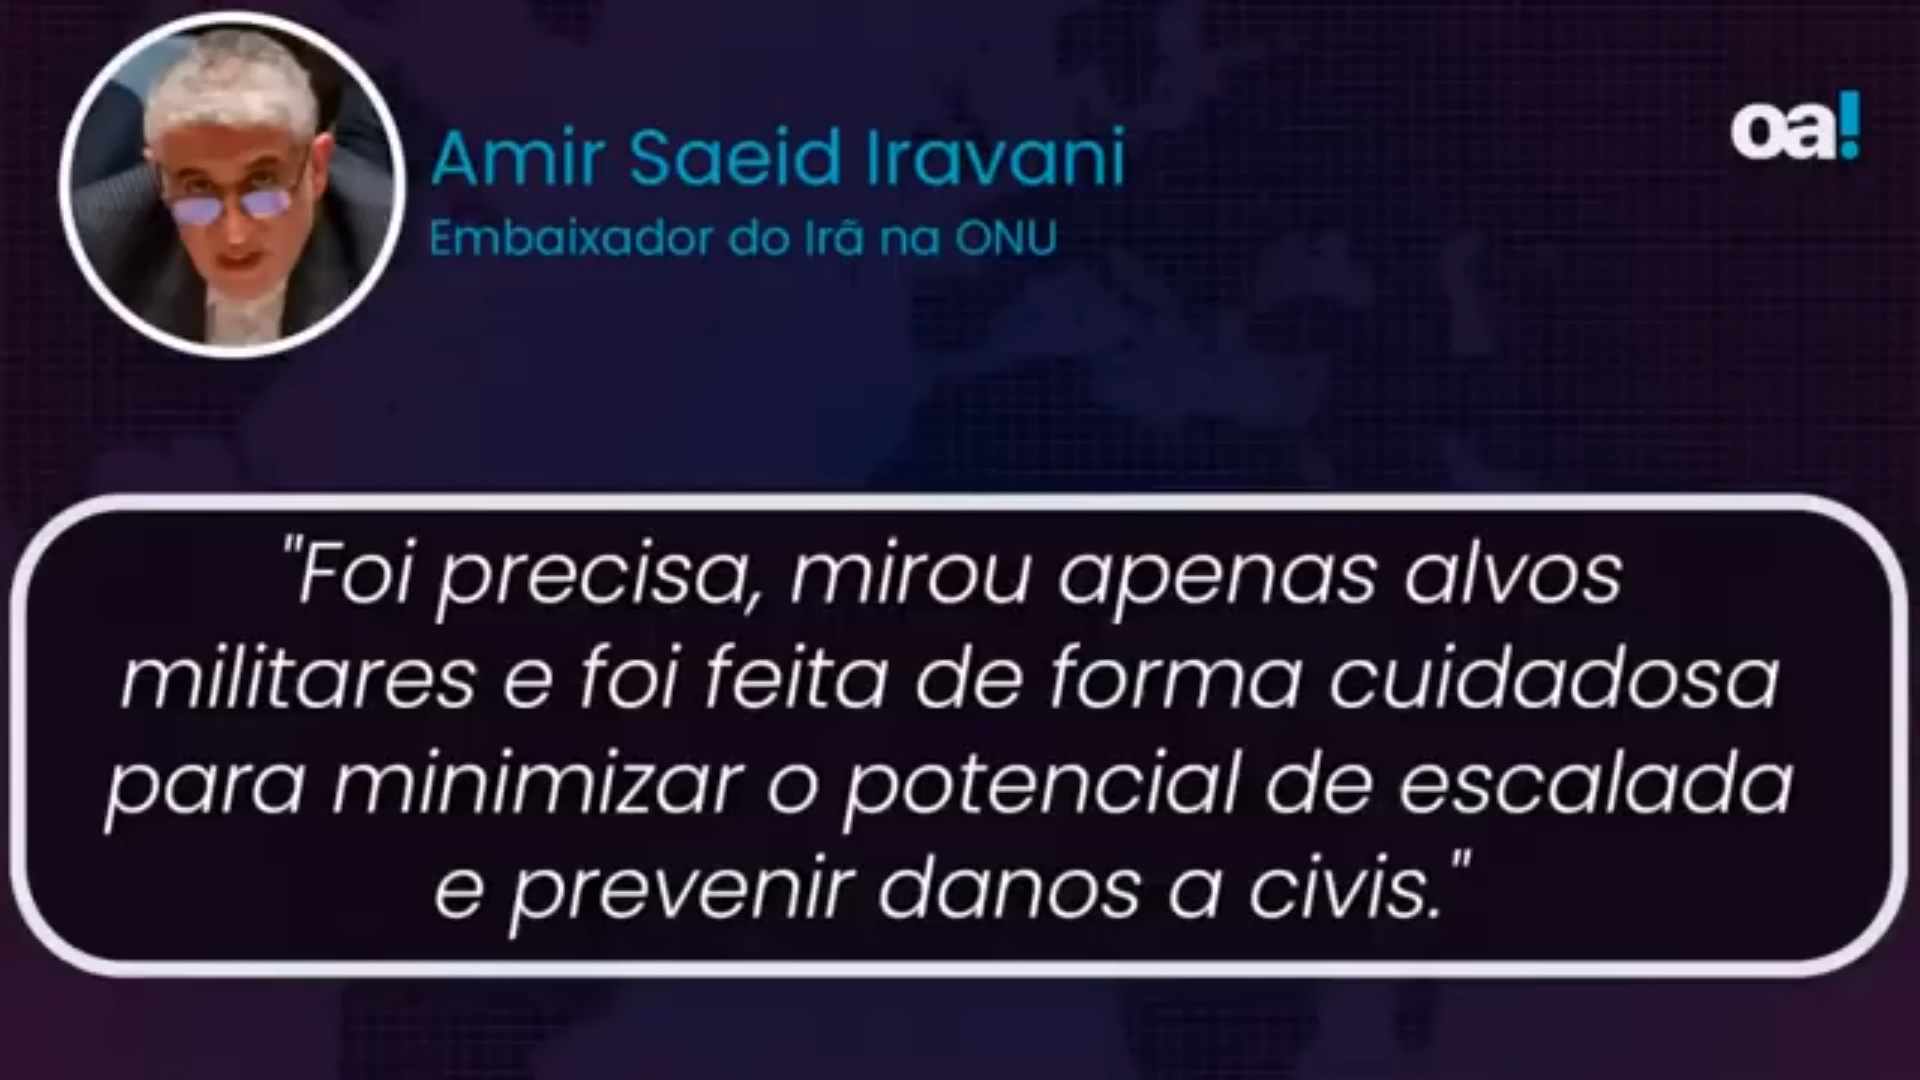 Amir Saeid Iravani
oa!
Embaixador do Irã na ONU
"Foi precisa, mirou apenas alvos
militares e foi feita de forma cuidadosa
para minimizar o potencial de escalada
e prevenir danos a civis."